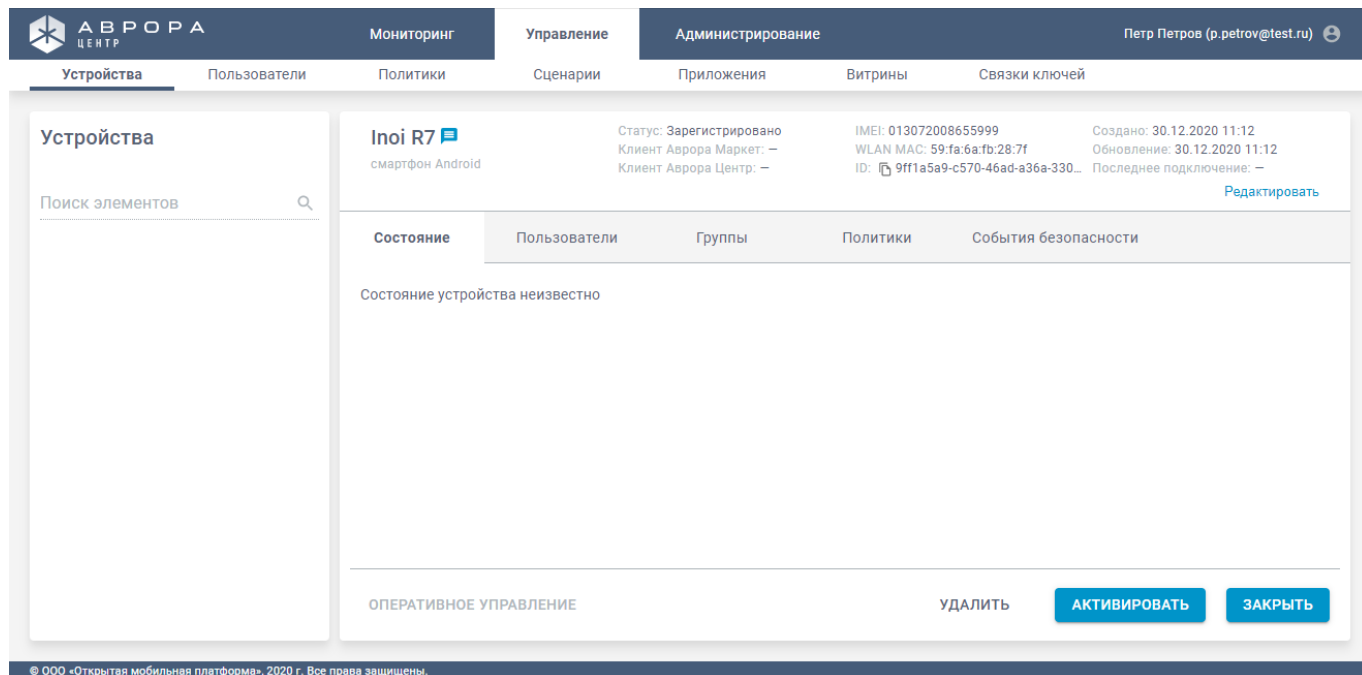 АВРОРА
ЦЕНТР
Мониторинг Управление Администрирование Петр Петров (p.petrov@test.ru)
Устройства Пользователи Политики Сценарии Приложения Витрины Связки ключей
Устройства
Поиск элементов
Inoi R7
смартфон Android
Статус: Зарегистрировано
Клиент Аврора Маркет: —
Клиент Аврора Центр: —
IMEI: 013072008655999
WLAN MAC: 59:fa:6a:fb:28:7f
ID: 9ff1a5a9-c570-46ad-a36a-330...
Создано: 30.12.2020 11:12
Обновление: 30.12.2020 11:12
Последнее подключение: —
Редактировать
Состояние Пользователи Группы Политики События безопасности
Состояние устройства неизвестно
ОПЕРАТИВНОЕ УПРАВЛЕНИЕ УДАЛИТЬ АКТИВИРОВАТЬ ЗАКРЫТЬ
© ООО «Открытая мобильная платформа», 2020 г. Все права защищены.